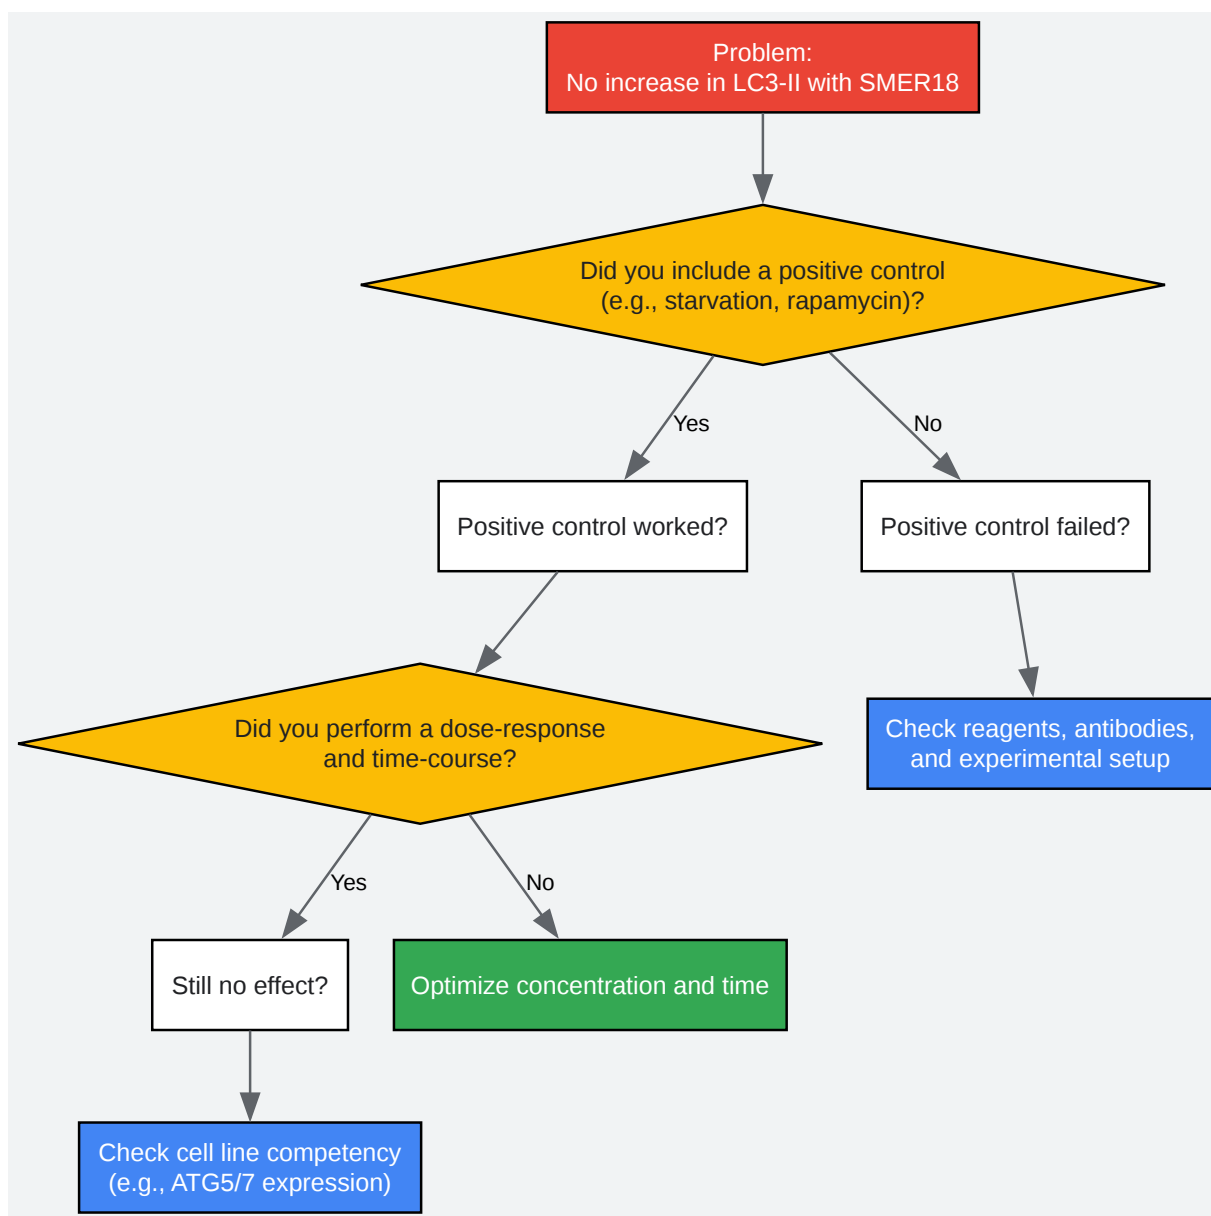 Problem:
No increase in LC3-II with SMER18
Did you include a positive control
(e.g., starvation, rapamycin)?
Yes
No
Positive control worked?
Positive control failed?
Did you perform a dose-response
and time-course?
Check reagents, antibodies,
and experimental setup
Yes
No
Still no effect?
Optimize concentration and time
Check cell line competency
(e.g., ATG5/7 expression)